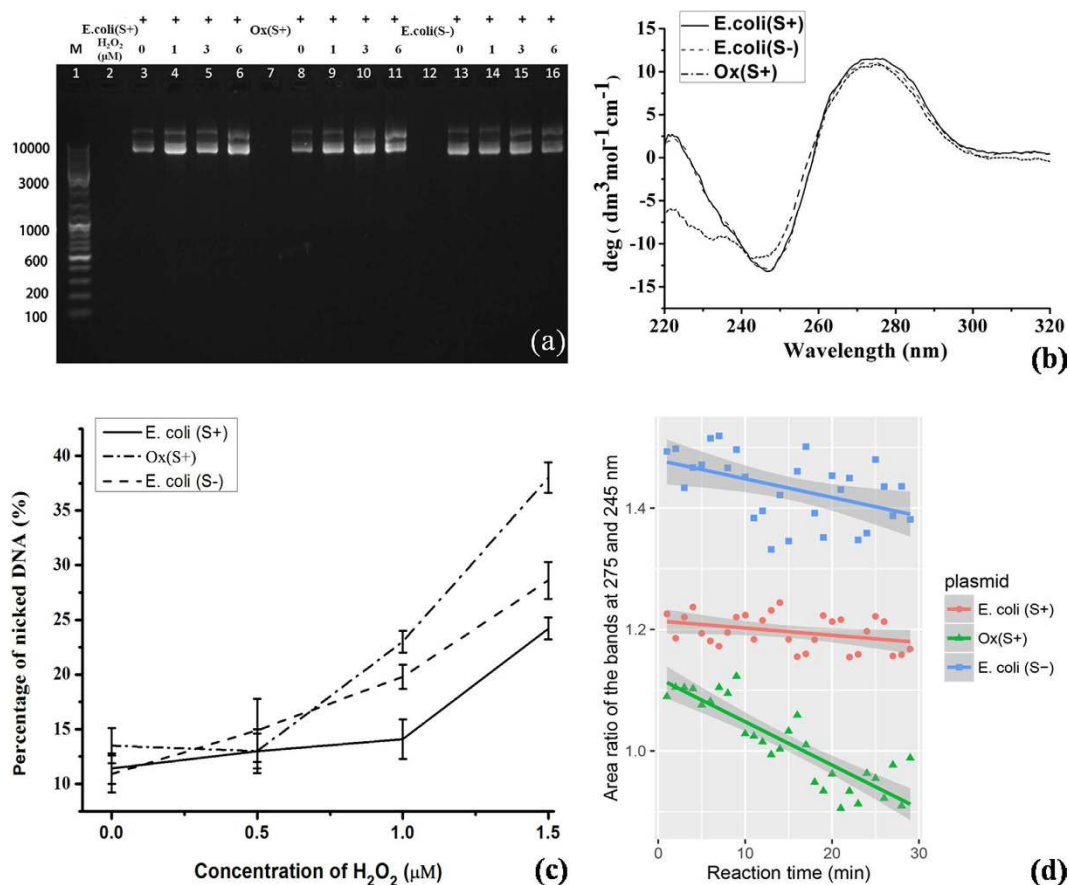 + + + + + + + + + + + +
E.coli(S+) Ox(S+) E.coli(S-)
M H₂O₂ (μM) 0 1 3 6 0 1 3 6 0 1 3 6
1 2 3 4 5 6 7 8 9 10 11 12 13 14 15 16
10000
3000
1000
600
200
100
(a)
E.coli(S+)
E.coli(S-)
Ox(S+)
deg ( dm³mol⁻¹cm⁻¹)
15
10
5
0
-5
-10
-15
220 240 260 280 300 320
Wavelength (nm)
(b)
E. coli (S+)
Ox(S+)
E. coli (S-)
Percentage of nicked DNA (%)
40
35
30
25
20
15
10
0.0 0.5 1.0 1.5
Concentration of H₂O₂ (μM)
(c)
Area ratio of the bands at 275 and 245 nm
1.4
1.2
1.0
0 10 20 30
Reaction time (min)
plasmid
E. coli (S+)
Ox(S+)
E. coli (S−)
(d)